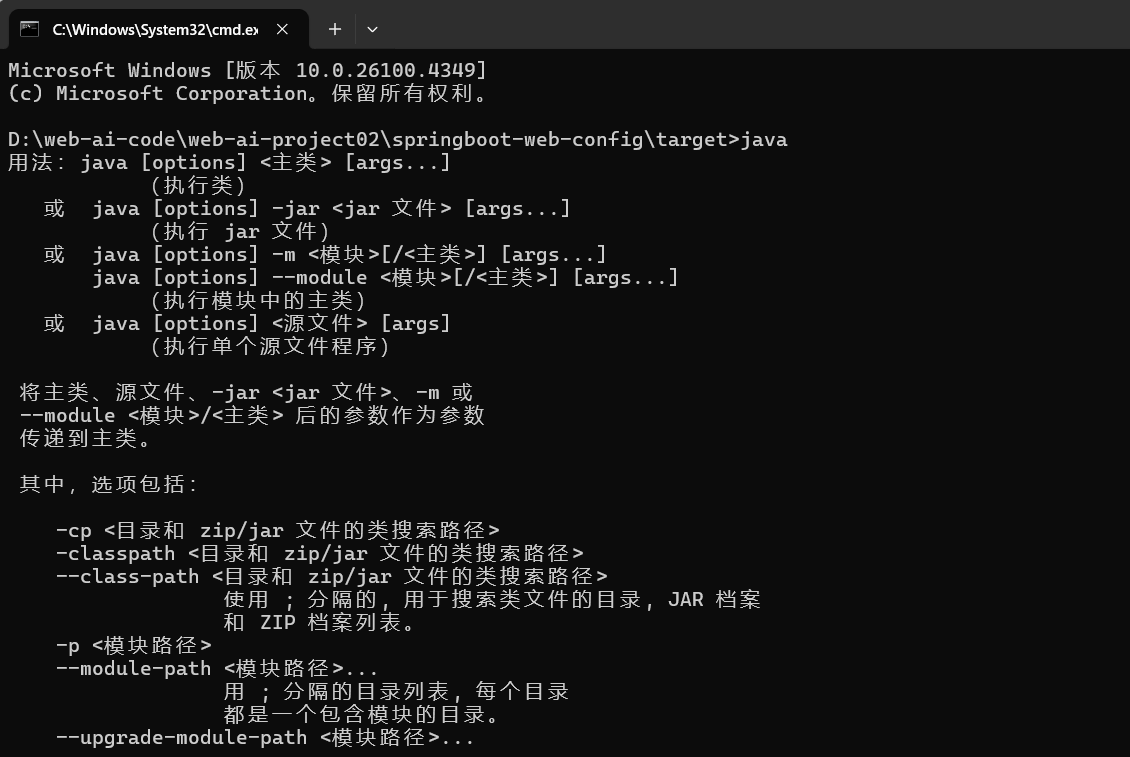 C:\Windows\System32\cmd.ex
Microsoft Windows [版本 10.0.26100.4349]
(c) Microsoft Corporation。保留所有权利。
D:\web-ai-code\web-ai-project02\springboot-web-config\target>java
用法：java [options] <主类> [args...]
（执行类）
或 java [options] -jar <jar 文件> [args...]
（执行 jar 文件）
或 java [options] -m <模块>[/<主类>] [args...]
java [options] --module <模块>[/<主类>] [args...]
（执行模块中的主类）
或 java [options] <源文件> [args]
（执行单个源文件程序）
将主类、源文件、-jar <jar 文件>、-m 或
--module <模块>/<主类> 后的参数作为参数
传递到主类。
其中，选项包括：
-cp <目录和 zip/jar 文件的类搜索路径>
-classpath <目录和 zip/jar 文件的类搜索路径>
--class-path <目录和 zip/jar 文件的类搜索路径>
使用 ; 分隔的, 用于搜索类文件的目录, JAR 档案
和 ZIP 档案列表。
-p <模块路径>
--module-path <模块路径>...
用 ; 分隔的目录列表, 每个目录
都是一个包含模块的目录。
--upgrade-module-path <模块路径>...